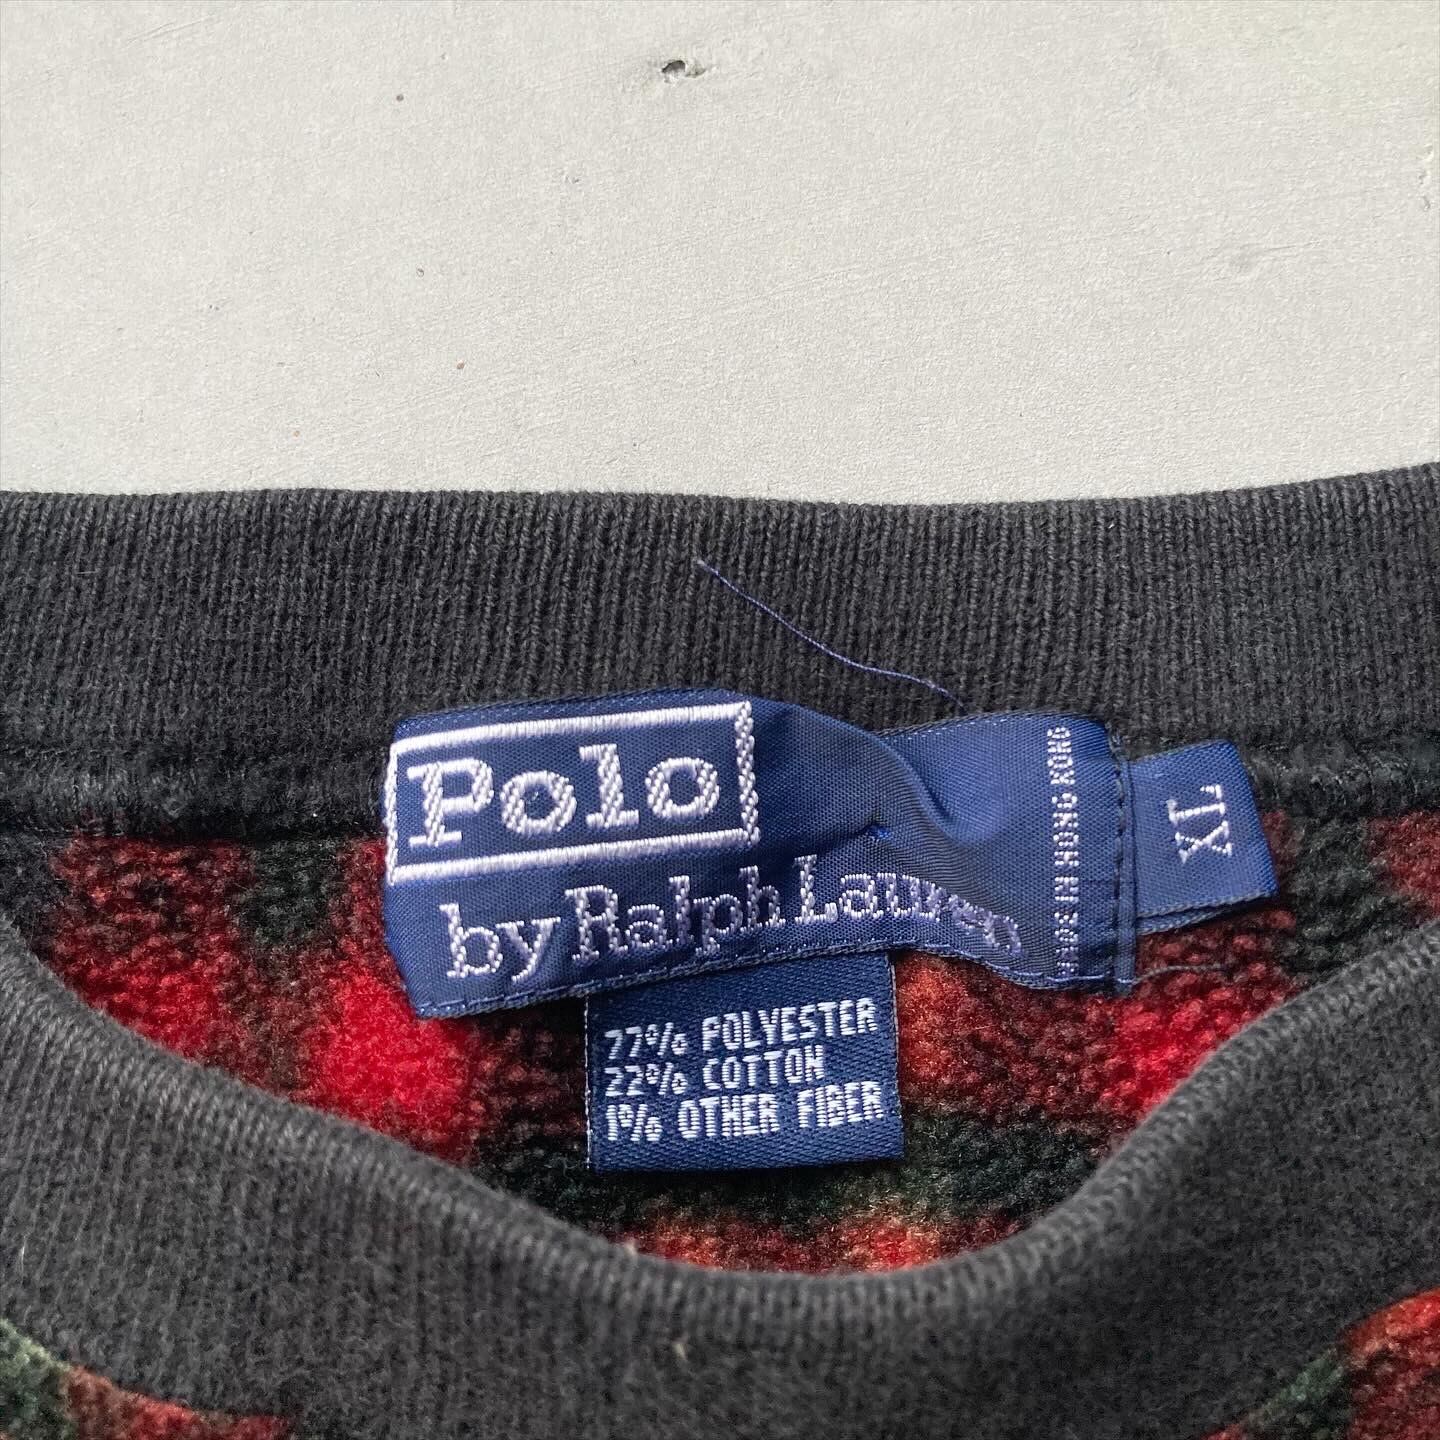 Polo
by Ralph Lauren
MADE IN HONG KONG
XL
77% POLYESTER
22% COTTON
1% OTHER FIBER